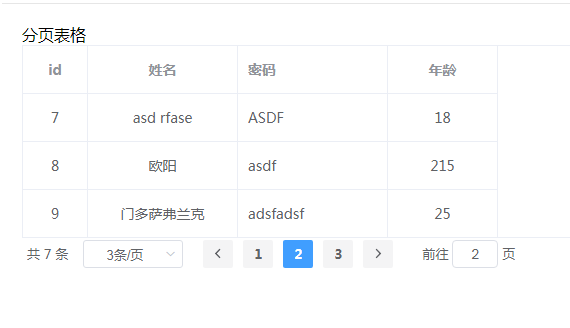 分页表格
id 姓名 密码 年龄
7 asd rfase ASDF 18
8 欧阳 asdf 215
9 门多萨弗兰克 adsfadsf 25
共 7 条 3条/页 1 2 3 前往 2 页